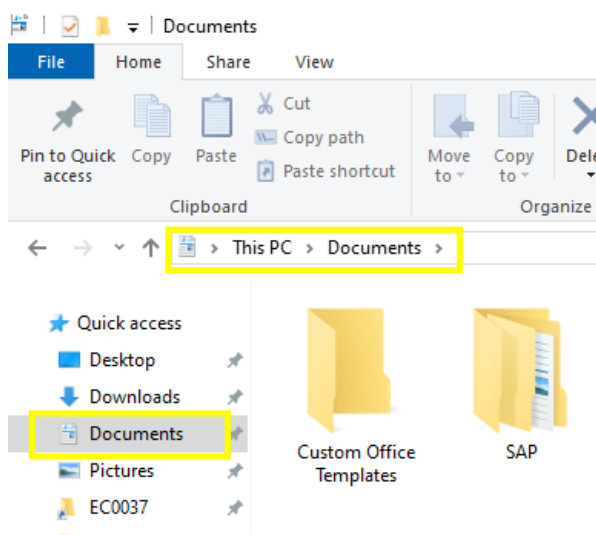 Documents
File Home Share View
Pin to Quick access
Copy
Paste
Cut
Copy path
Paste shortcut
Move to
Copy to
Dele
Clipboard
Organize
This PC > Documents >
Quick access
Desktop
Downloads
Documents
Pictures
EC0037
Custom Office
Templates
SAP